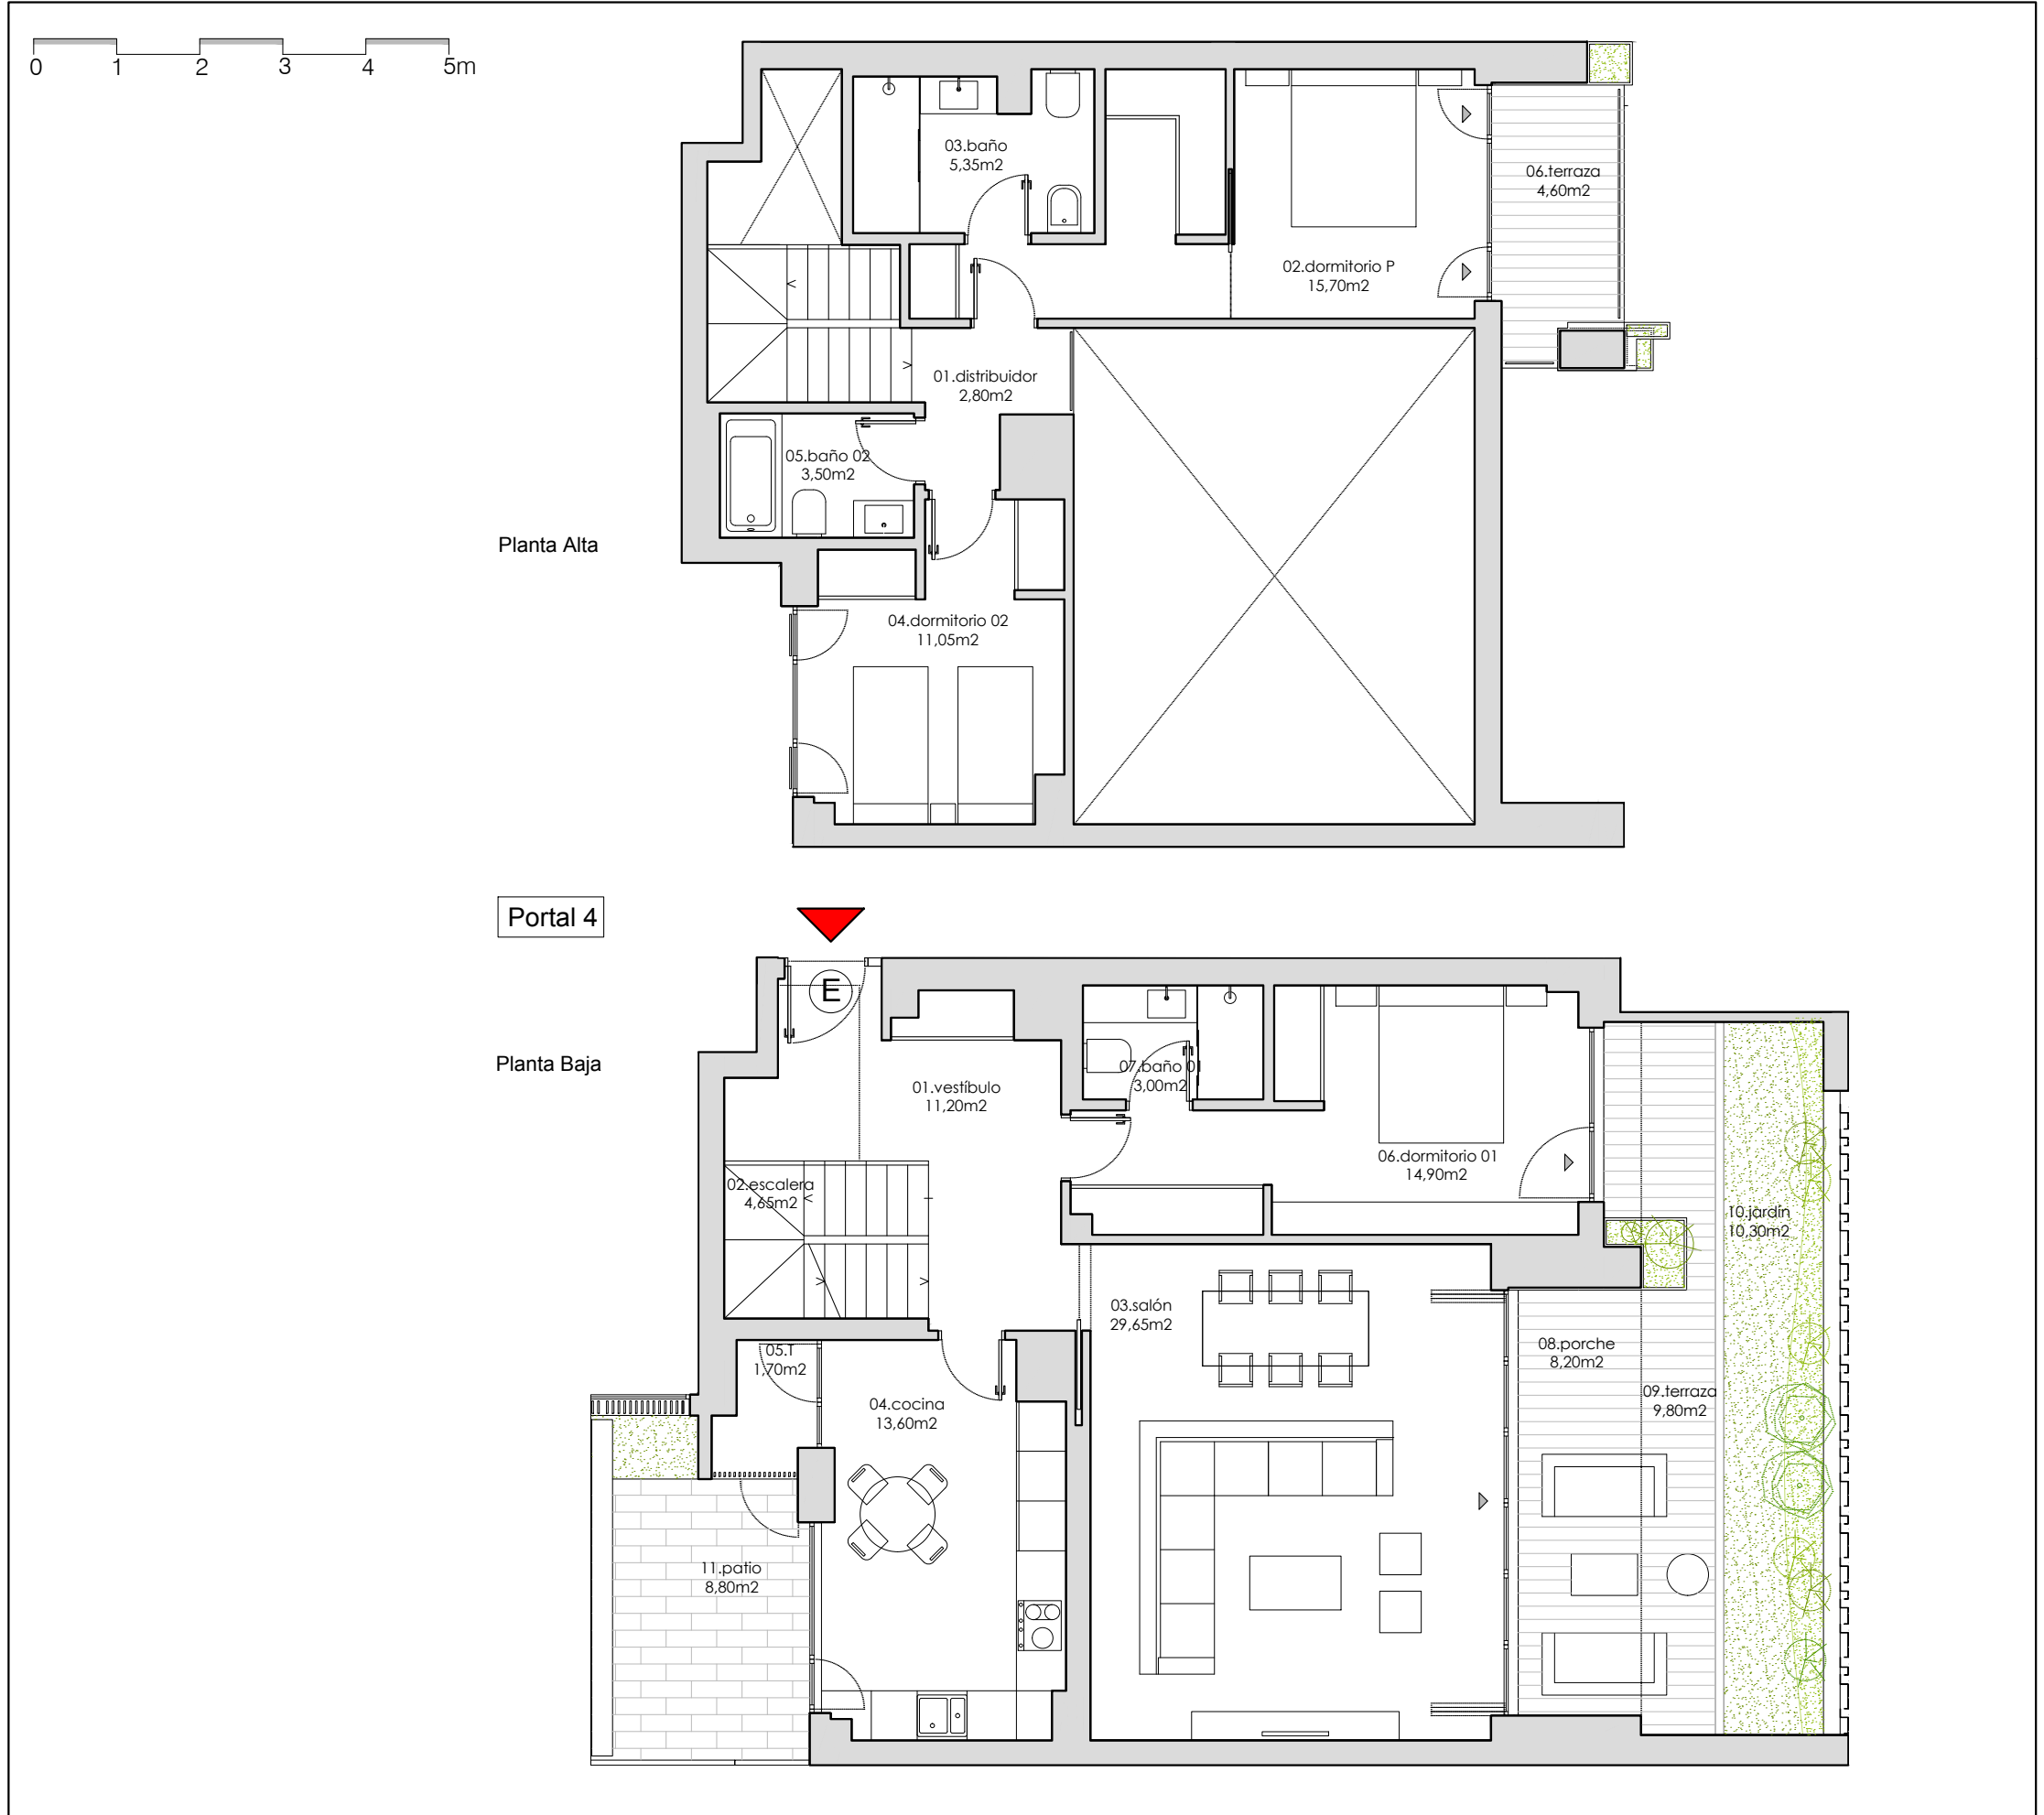 0 1 2 3 4 5m
03.baño
5,35m2
06.terraza
4,60m2
02.dormitorio P
15,70m2
01.distribuidor
2,80m2
05.baño 02
3,50m2
Planta Alta
04.dormitorio 02
11,05m2
Portal 4
E
Planta Baja
01.vestíbulo
11,20m2
07.baño 01
3,00m2
06.dormitorio 01
14,90m2
02.escalera
4,65m2
10.jardín
10,30m2
03.salón
29,65m2
08.porche
8,20m2
05.T
1,70m2
09.terraza
9,80m2
04.cocina
13,60m2
11.patio
8,80m2